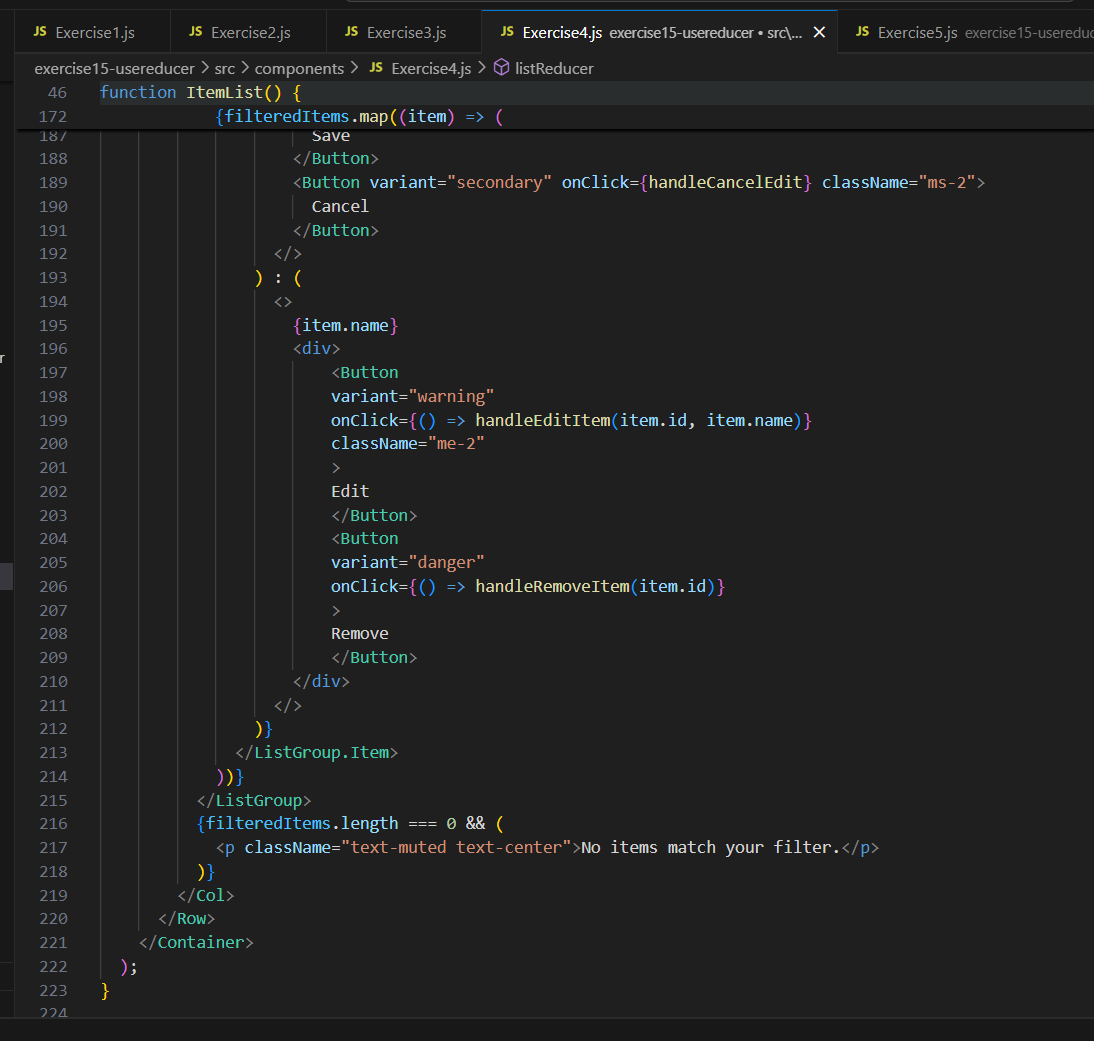 JS Exercise1.js JS Exercise2.js JS Exercise3.js JS Exercise4.js exercise15-usereducer • src\... × JS Exercise5.js exercise15-usereduc
exercise15-usereducer > src > components > JS Exercise4.js > listReducer
46 function ItemList() {
172 {filteredItems.map((item) => (
187 Save
188 </Button>
189 <Button variant="secondary" onClick={handleCancelEdit} className="ms-2">
190 Cancel
191 </Button>
192 </>
193 ) : (
194 <>
195 {item.name}
196 <div>
197 <Button
198 variant="warning"
199 onClick={() => handleEditItem(item.id, item.name)}
200 className="me-2"
201 >
202 Edit
203 </Button>
204 <Button
205 variant="danger"
206 onClick={() => handleRemoveItem(item.id)}
207 >
208 Remove
209 </Button>
210 </div>
211 </>
212 )}
213 </ListGroup.Item>
214 ))}
215 </ListGroup>
216 {filteredItems.length === 0 && (
217 <p className="text-muted text-center">No items match your filter.</p>
218 )}
219 </Col>
220 </Row>
221 </Container>
222 );
223 }
224